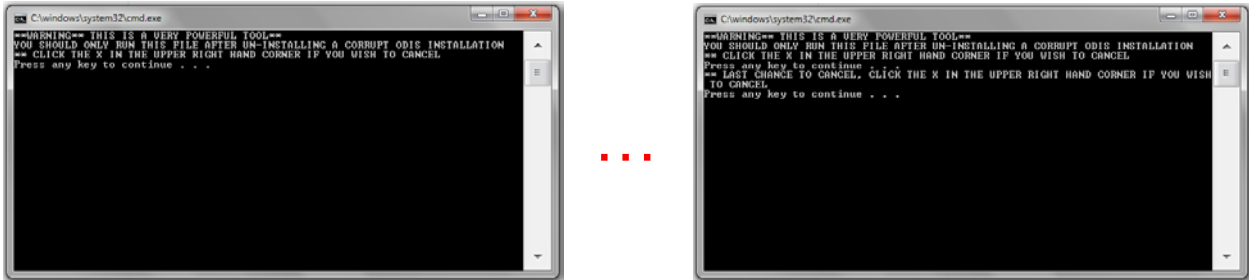 C:\windows\system32\cmd.exe
**WARNING** THIS IS A VERY POWERFUL TOOL**
YOU SHOULD ONLY RUN THIS FILE AFTER UN-INSTALLING A CORRUPT ODIS INSTALLATION
** CLICK THE X IN THE UPPER RIGHT HAND CORNER IF YOU WISH TO CANCEL
Press any key to continue . . .
...
C:\windows\system32\cmd.exe
**WARNING** THIS IS A VERY POWERFUL TOOL**
YOU SHOULD ONLY RUN THIS FILE AFTER UN-INSTALLING A CORRUPT ODIS INSTALLATION
** CLICK THE X IN THE UPPER RIGHT HAND CORNER IF YOU WISH TO CANCEL
Press any key to continue . . .
** LAST CHANCE TO CANCEL, CLICK THE X IN THE UPPER RIGHT HAND CORNER IF YOU WISH
TO CANCEL
Press any key to continue . . .